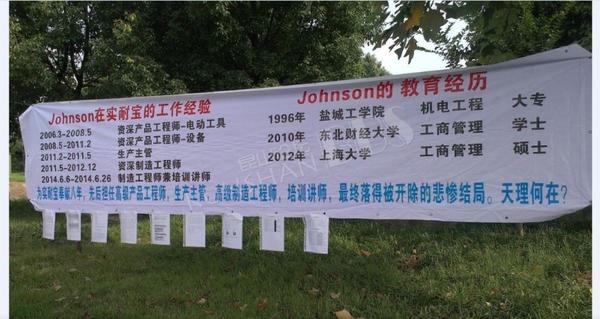 Johnson在实耐宝的工作经验
2006.3-2008.5 资深产品工程师-电动工具
2008.5-2011.2 资深产品工程师-设备
2011.2-2011.5 生产主管
2011.5-2012.12 资深制造工程师
2014.6.6-2014.6.26 制造工程师兼培训讲师
Johnson的 教育经历
1996年 盐城工学院 机电工程 大专
2010年 东北财经大学 工商管理 学士
2012年 上海大学 工商管理 硕士
为实耐宝奉献八年，先后担任高级产品工程师，生产主管、高级制造工程师，培训讲师，最终落得被开除的悲惨结局。天理何在？